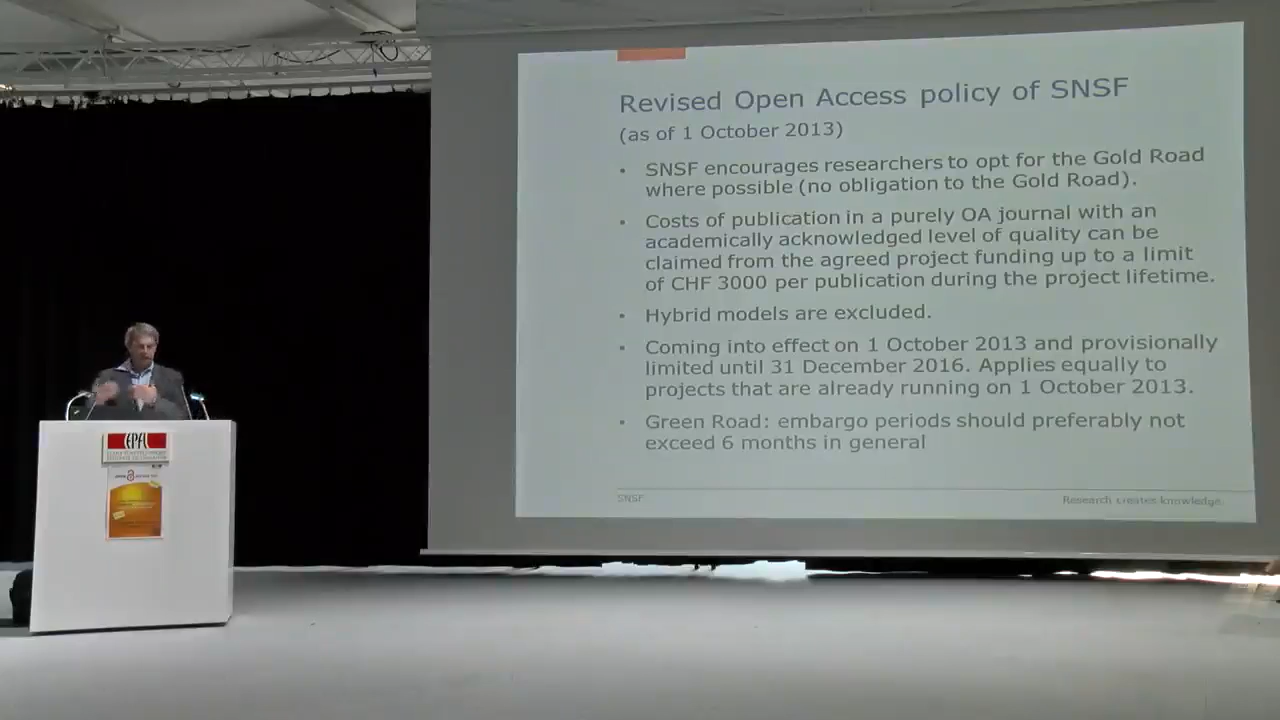 Revised Open Access policy of SNSF
(as of 1 October 2013)
• SNSF encourages researchers to opt for the Gold Road
where possible (no obligation to the Gold Road).
• Costs of publication in a purely OA journal with an
academically acknowledged level of quality can be
claimed from the agreed project funding up to a limit
of CHF 3000 per publication during the project lifetime.
• Hybrid models are excluded.
• Coming into effect on 1 October 2013 and provisionally
limited until 31 December 2016. Applies equally to
projects that are already running on 1 October 2013.
• Green Road: embargo periods should preferably not
exceed 6 months in general
SNSF
Research creates knowledge.
EPFL